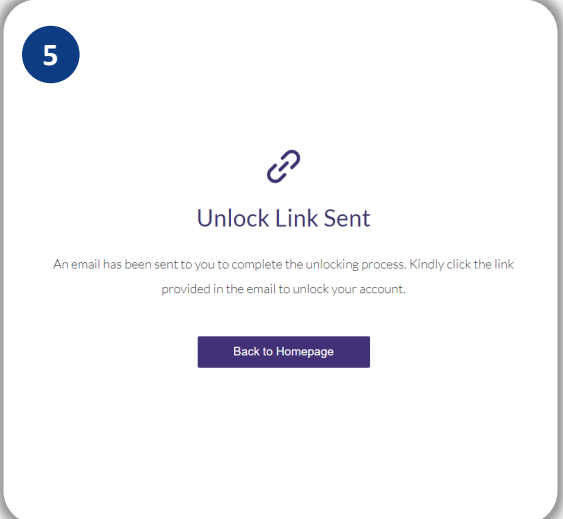 5
Unlock Link Sent
An email has been sent to you to complete the unlocking process. Kindly click the link
provided in the email to unlock your account.
Back to Homepage